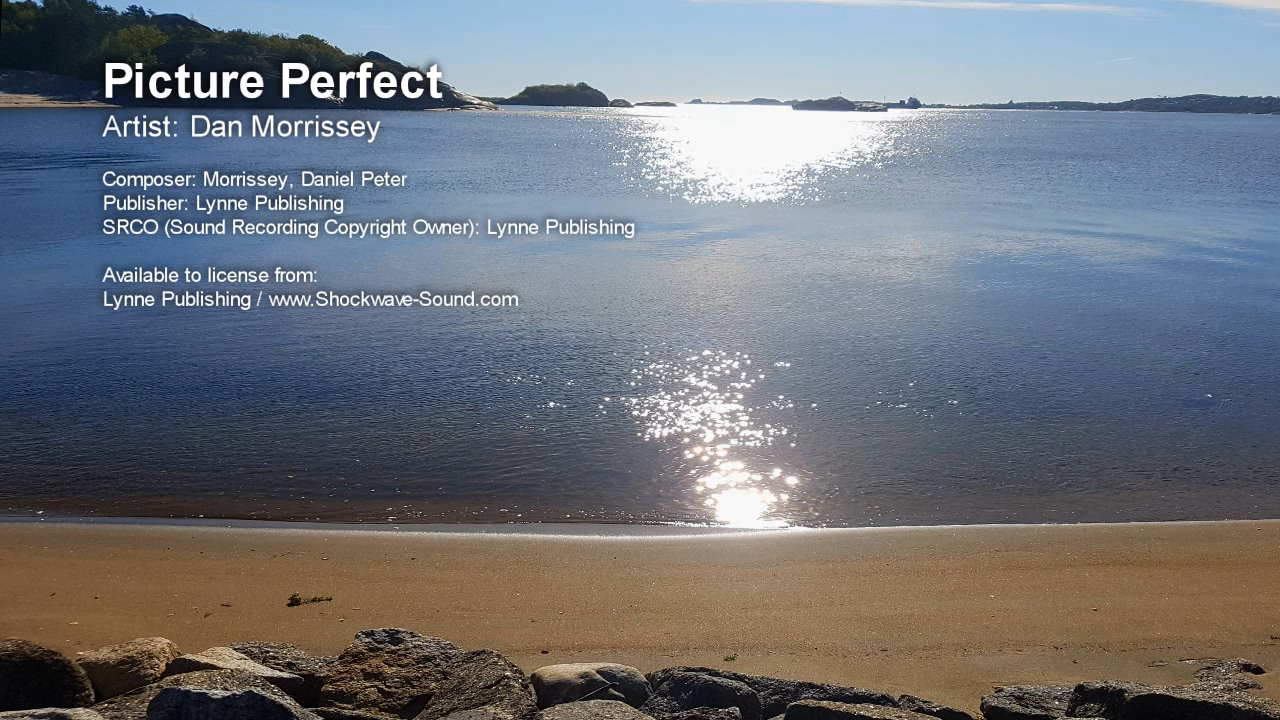 Picture Perfect
Artist: Dan Morrissey
Composer: Morrissey, Daniel Peter
Publisher: Lynne Publishing
SRCO (Sound Recording Copyright Owner): Lynne Publishing
Available to license from:
Lynne Publishing / www.Shockwave-Sound.com